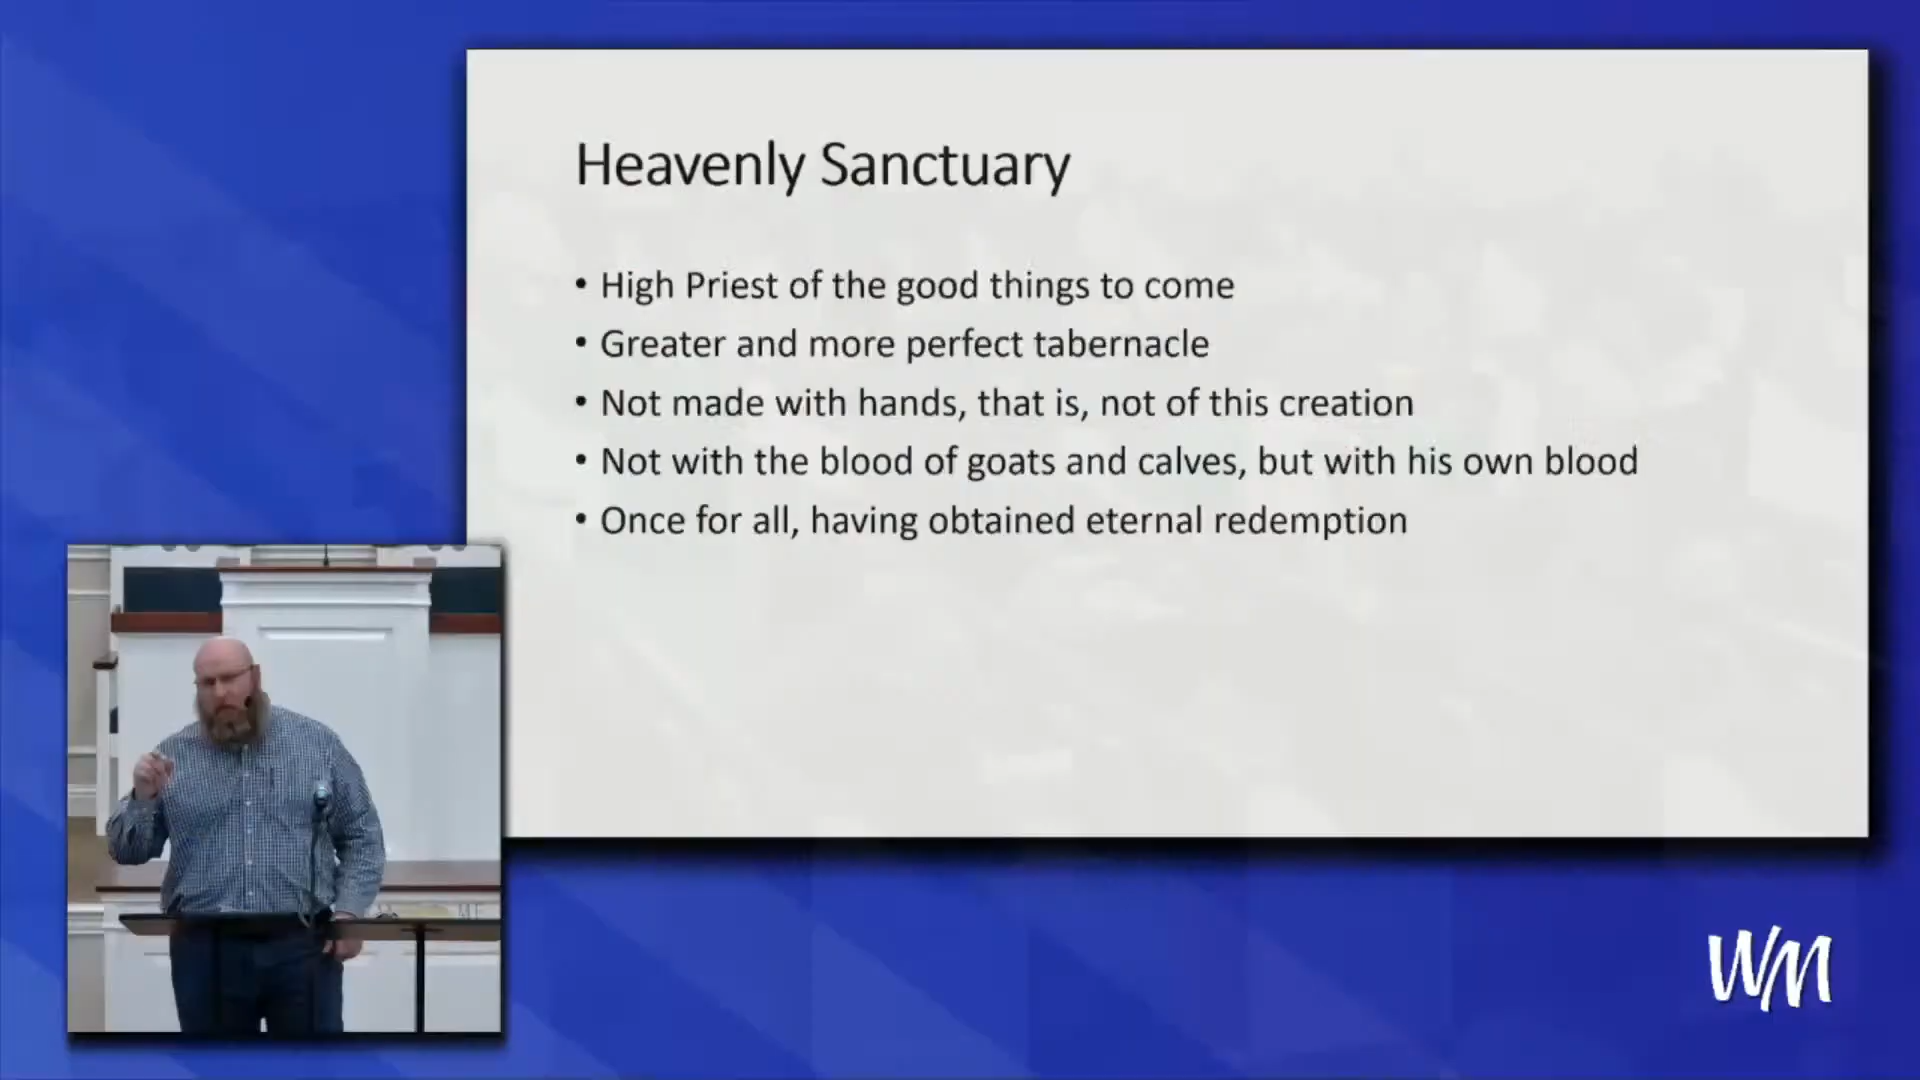 Heavenly Sanctuary
• High Priest of the good things to come
• Greater and more perfect tabernacle
• Not made with hands, that is, not of this creation
• Not with the blood of goats and calves, but with his own blood
• Once for all, having obtained eternal redemption
WM